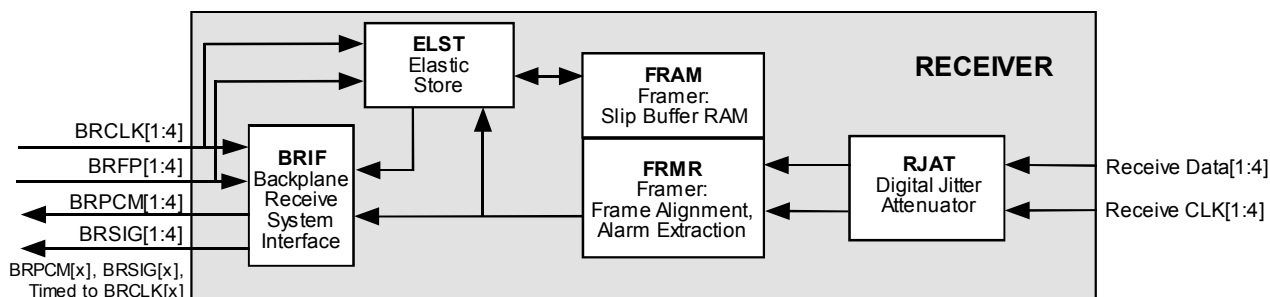 ELST
Elastic
Store
FRAM
Framer:
Slip Buffer RAM
RECEIVER
BRCLK[1:4]
BRFP[1:4]
BRPCM[1:4]
BRSIG[1:4]
BRPCM[x], BRSIG[x],
Timed to BRCLK[x]
BRIF
Backplane
Receive
System
Interface
FRMR
Framer:
Frame Alignment,
Alarm Extraction
RJAT
Digital Jitter
Attenuator
Receive Data[1:4]
Receive CLK[1:4]